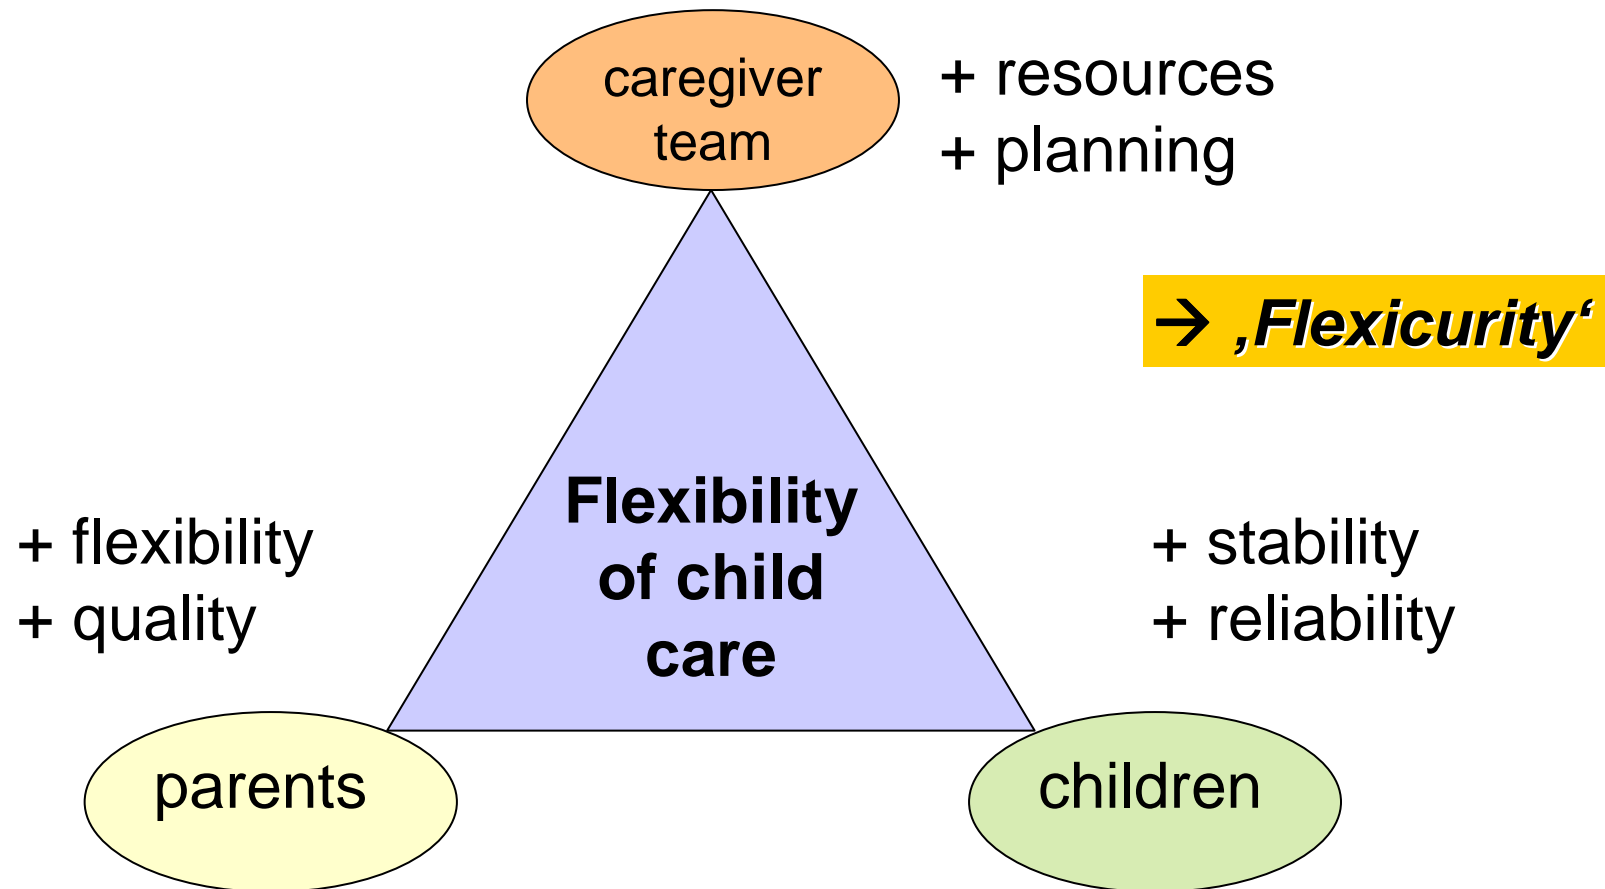 caregiver
team
+ resources
+ planning
→ ‚Flexicurity‘
Flexibility
of child
care
+ flexibility
+ quality
+ stability
+ reliability
parents
children